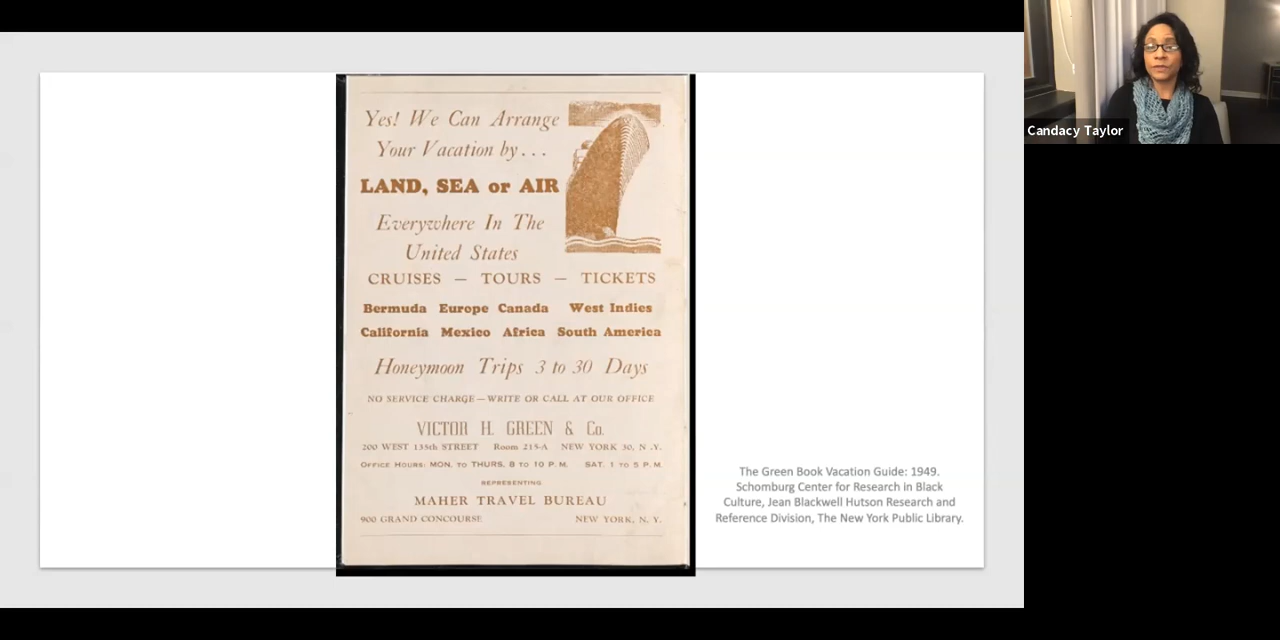 Yes! We Can Arrange
Your Vacation by...
LAND, SEA or AIR
Everywhere In The
United States
CRUISES — TOURS — TICKETS
Bermuda Europe Canada West Indies
California Mexico Africa South America
Honeymoon Trips 3 to 30 Days
NO SERVICE CHARGE—WRITE OR CALL AT OUR OFFICE
VICTOR H. GREEN & Co.
200 WEST 135th STREET Room 215-A NEW YORK 30, N .Y.
OFFICE HOURS: MON. TO THURS. 8 TO 10 P. M. SAT. 1 TO 5 P. M.
REPRESENTING
MAHER TRAVEL BUREAU
900 GRAND CONCOURSE NEW YORK, N. Y.
The Green Book Vacation Guide: 1949.
Schomburg Center for Research in Black
Culture, Jean Blackwell Hutson Research and
Reference Division, The New York Public Library.
Candacy Taylor